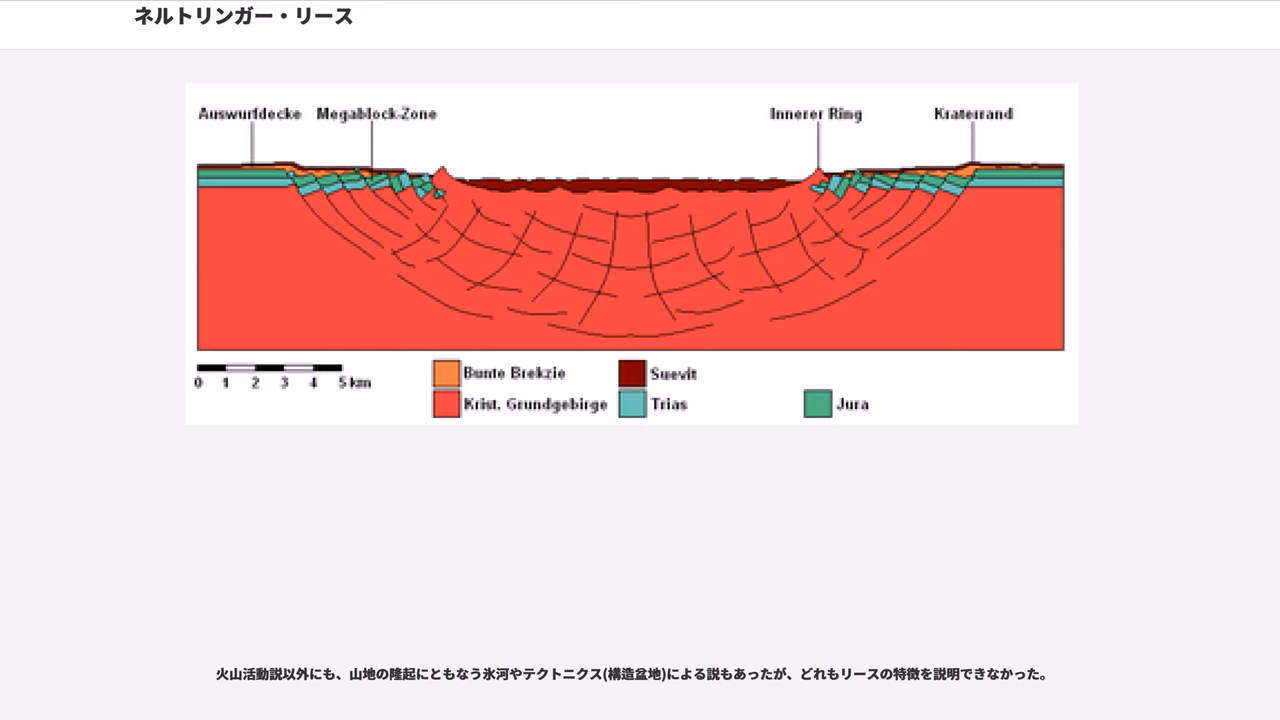 ネルトリンガー・リース
Auswurfdecke Megablock-Zone Innerer Ring Kraterrand
0 1 2 3 4 5 km
Bunte Brekzie Suevit
Krist. Grundgebirge Trias Jura
火山活動説以外にも、山地の隆起にともなう氷河やテクトニクス(構造盆地)による説もあったが、どれもリースの特徴を説明できなかった。